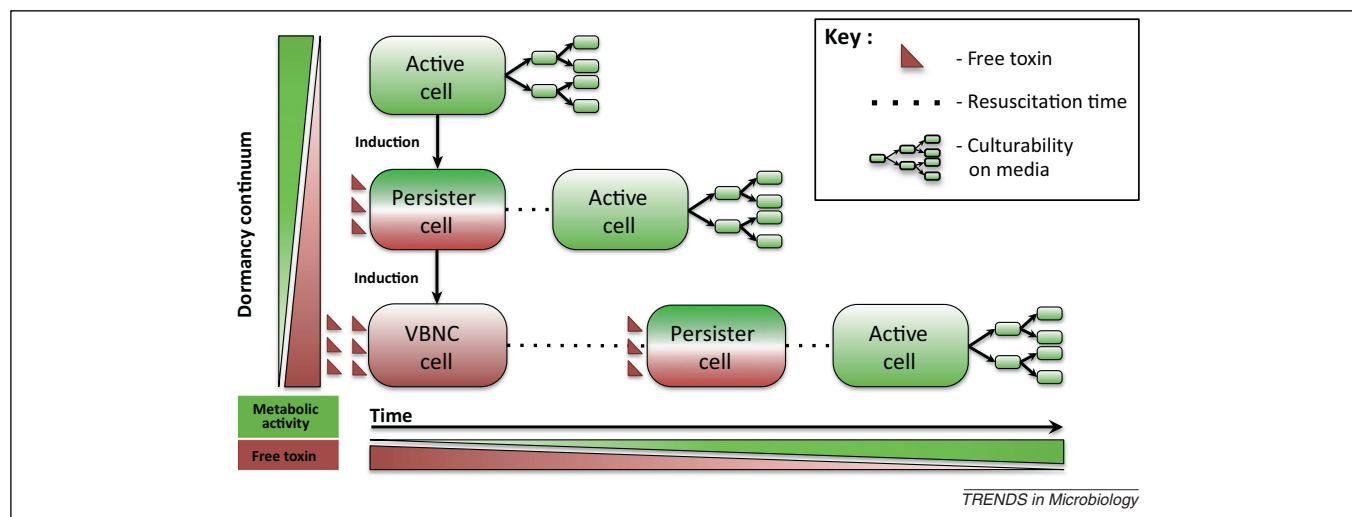 Key :
- Free toxin
- Resuscitation time
- Culturability
on media
Dormancy continuum
Active
cell
Induction
Persister
cell
Active
cell
Induction
VBNC
cell
Persister
cell
Active
cell
Metabolic
activity
Free toxin
Time
TRENDS in Microbiology